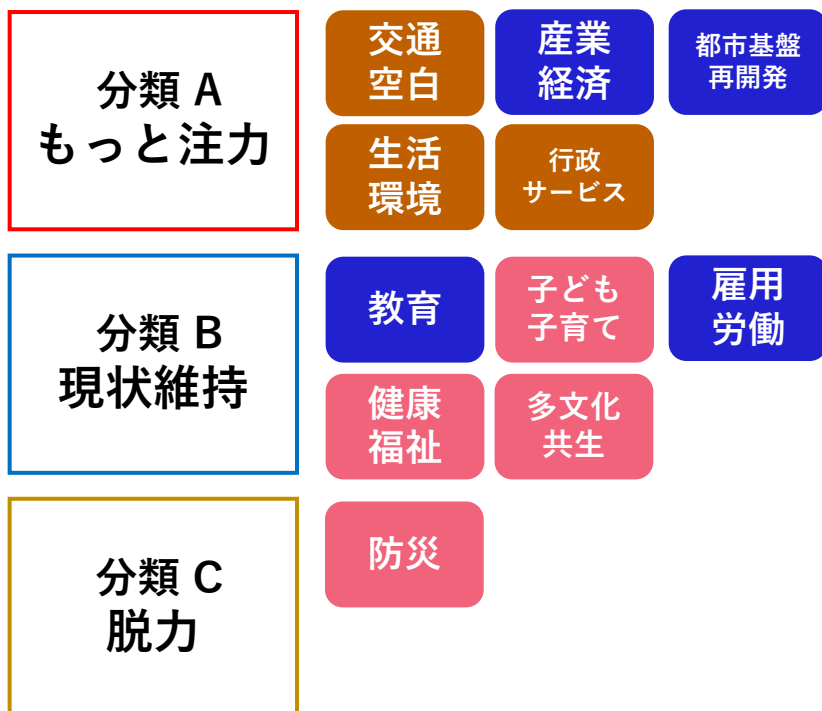 分類 A
もっと注力
交通
空白
産業
経済
都市基盤
再開発
生活
環境
行政
サービス
分類 B
現状維持
教育
子ども
子育て
雇用
労働
健康
福祉
多文化
共生
分類 C
脱力
防災